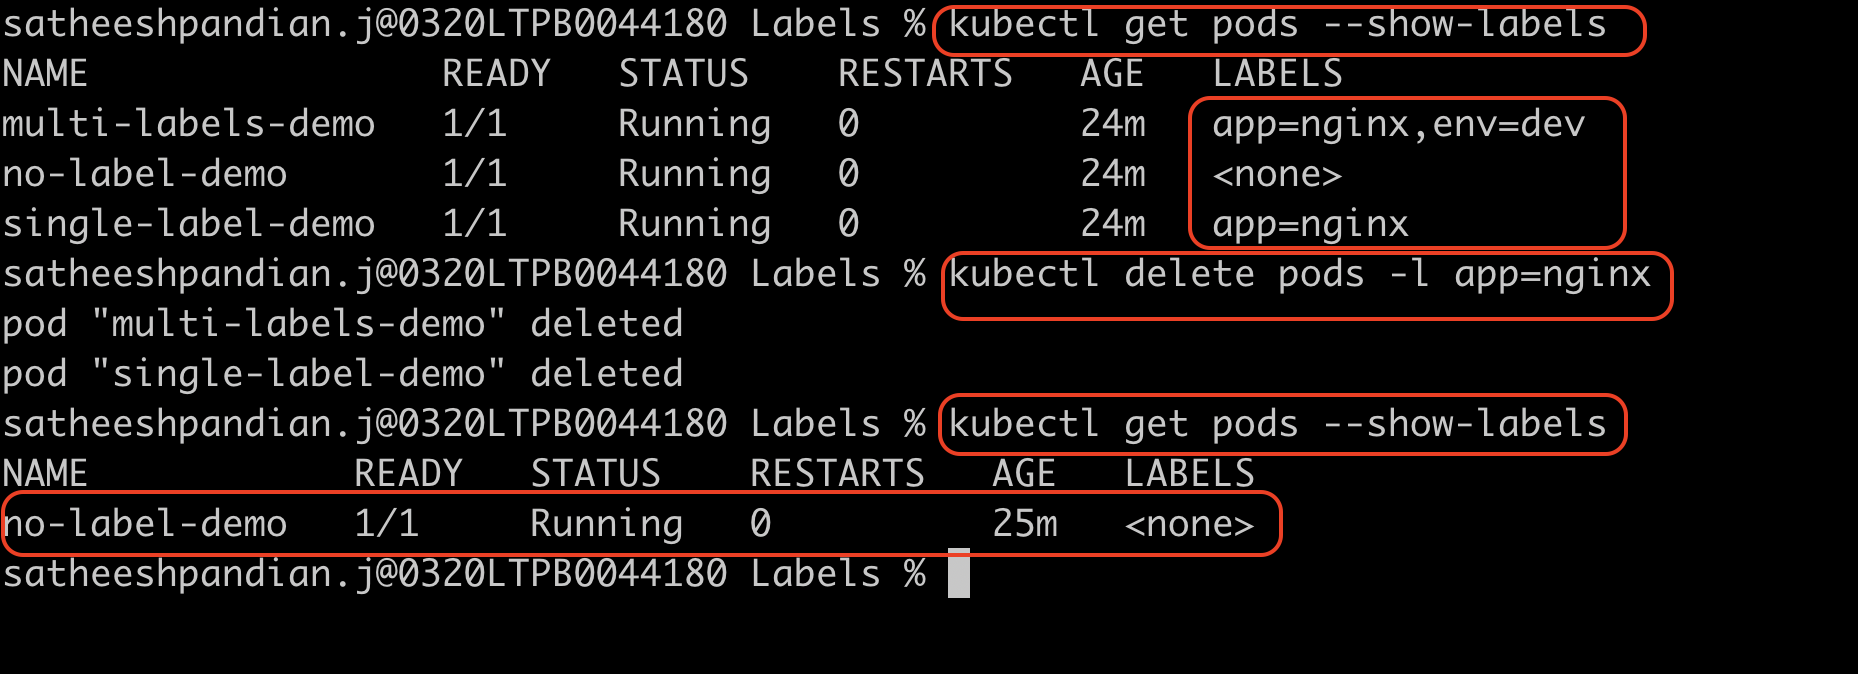 satheeshpandian.j@0320LTPB0044180 Labels % kubectl get pods --show-labels
NAME                READY   STATUS    RESTARTS   AGE   LABELS
multi-labels-demo   1/1     Running   0          24m   app=nginx,env=dev
no-label-demo       1/1     Running   0          24m   <none>
single-label-demo   1/1     Running   0          24m   app=nginx
satheeshpandian.j@0320LTPB0044180 Labels % kubectl delete pods -l app=nginx
pod "multi-labels-demo" deleted
pod "single-label-demo" deleted
satheeshpandian.j@0320LTPB0044180 Labels % kubectl get pods --show-labels
NAME            READY   STATUS    RESTARTS   AGE   LABELS
no-label-demo   1/1     Running   0          25m   <none>
satheeshpandian.j@0320LTPB0044180 Labels %